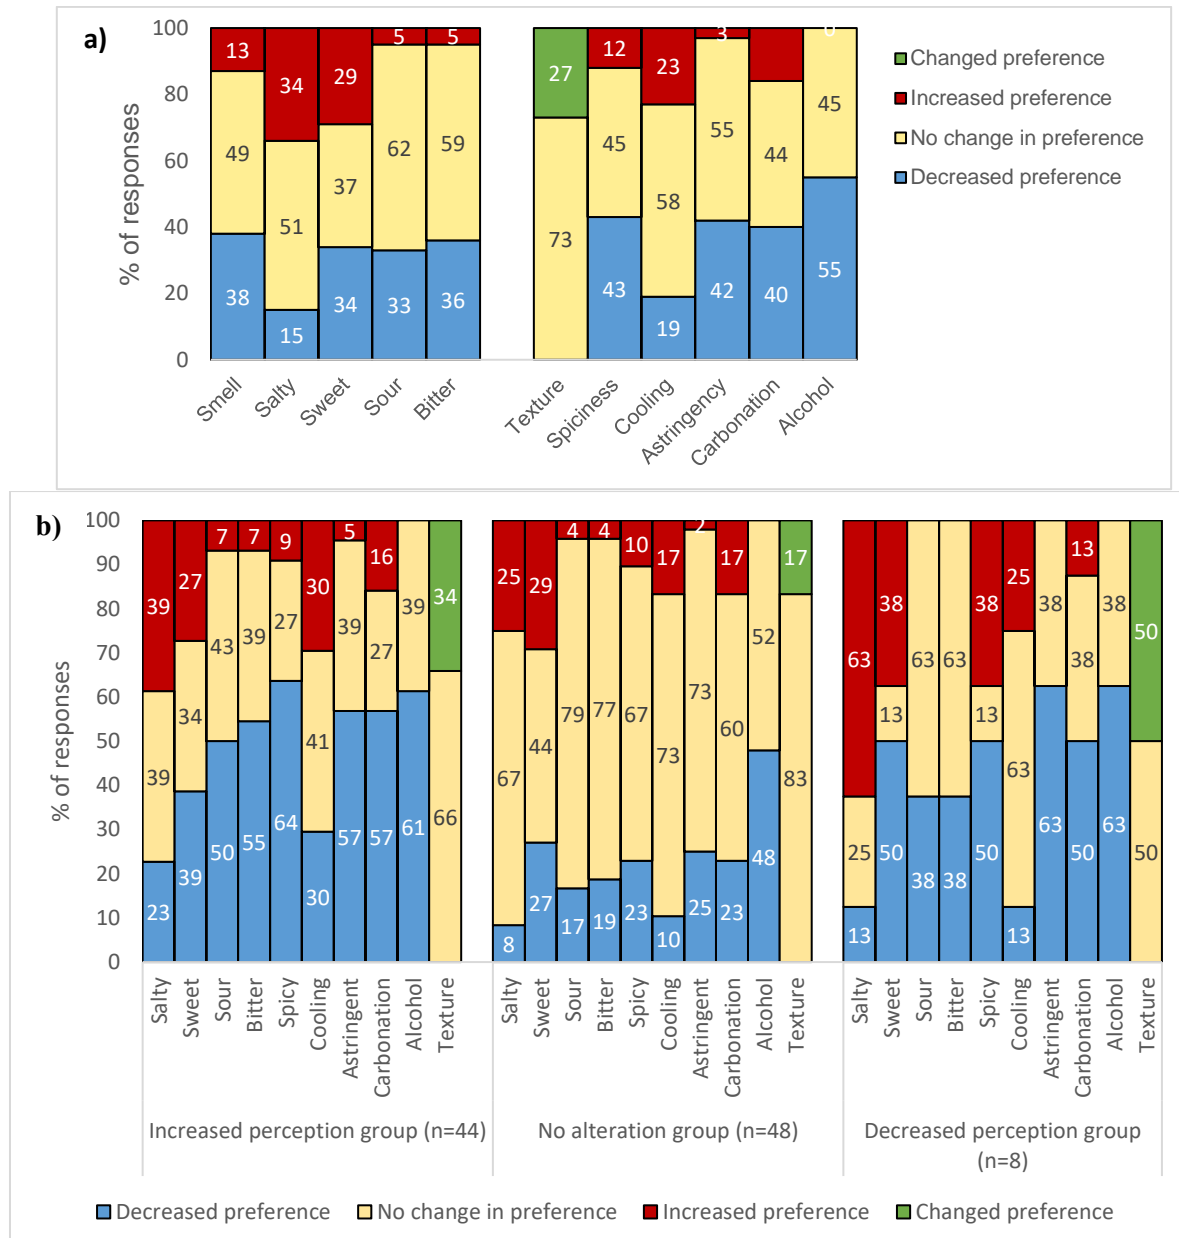 a)
% of responses
100
80
60
40
20
0
13 34 29 5 5 27 12 23 3 0
49 51 37 62 59 73 45 58 55 44 45
38 15 34 33 36 43 19 42 40 55
Smell Salty Sweet Sour Bitter Texture Spiciness Cooling Astringency Carbonation Alcohol
Changed preference
Increased preference
No change in preference
Decreased preference
b)
% of responses
100
90
80
70
60
50
40
30
20
10
0
39 27 7 7 9 30 5 16 39 34
39 34 43 39 27 41 39 27 66
23 39 50 55 64 30 57 57 61
25 29 4 4 10 17 2 17 52 17
67 44 79 77 67 73 73 60 83
8 27 17 19 23 10 25 23 48
63 38 63 63 38 25 38 13 38 50
25 13 13 63 38 50
13 50 38 38 50 13 63 50 63
Salty Sweet Sour Bitter Spicy Cooling Astringent Carbonation Alcohol Texture
Salty Sweet Sour Bitter Spicy Cooling Astringent Carbonation Alcohol Texture
Salty Sweet Sour Bitter Spicy Cooling Astringent Carbonation Alcohol Texture
Increased perception group (n=44)
No alteration group (n=48)
Decreased perception group
(n=8)
Decreased preference No change in preference Increased preference Changed preference